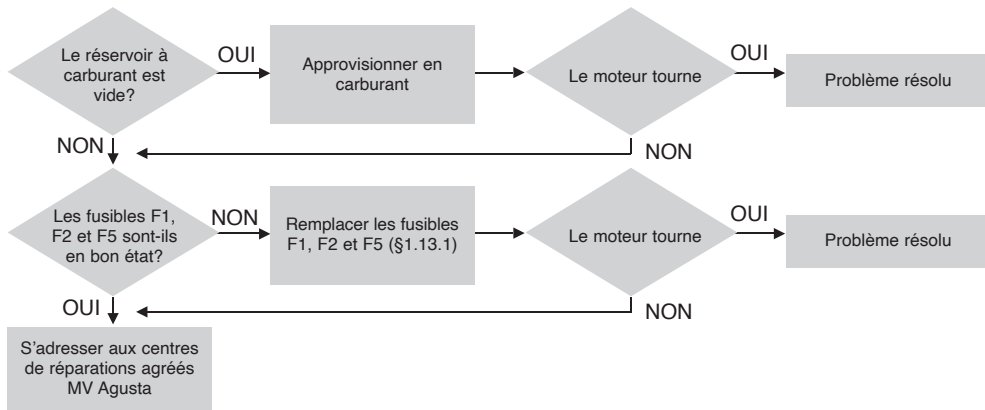 Le réservoir à
carburant est
vide?
OUI
Approvisionner en
carburant
Le moteur tourne
OUI
Problème résolu
NON
NON
Les fusibles F1,
F2 et F5 sont-ils
en bon état?
NON
Remplacer les fusibles
F1, F2 et F5 (§1.13.1)
Le moteur tourne
OUI
Problème résolu
OUI
NON
S'adresser aux centres
de réparations agréés
MV Agusta